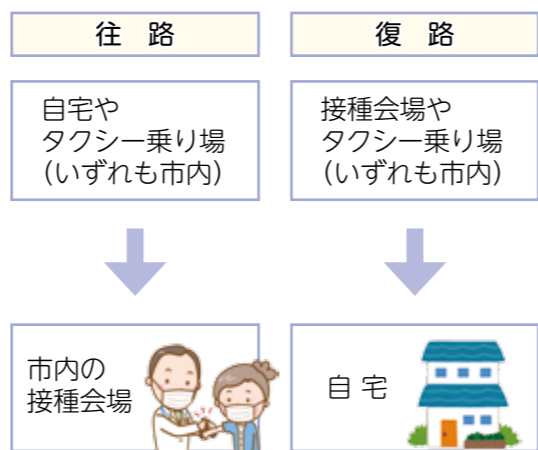 往 路
自宅や
タクシー乗り場
（いずれも市内）
市内の
接種会場
復 路
接種会場や
タクシー乗り場
（いずれも市内）
自 宅